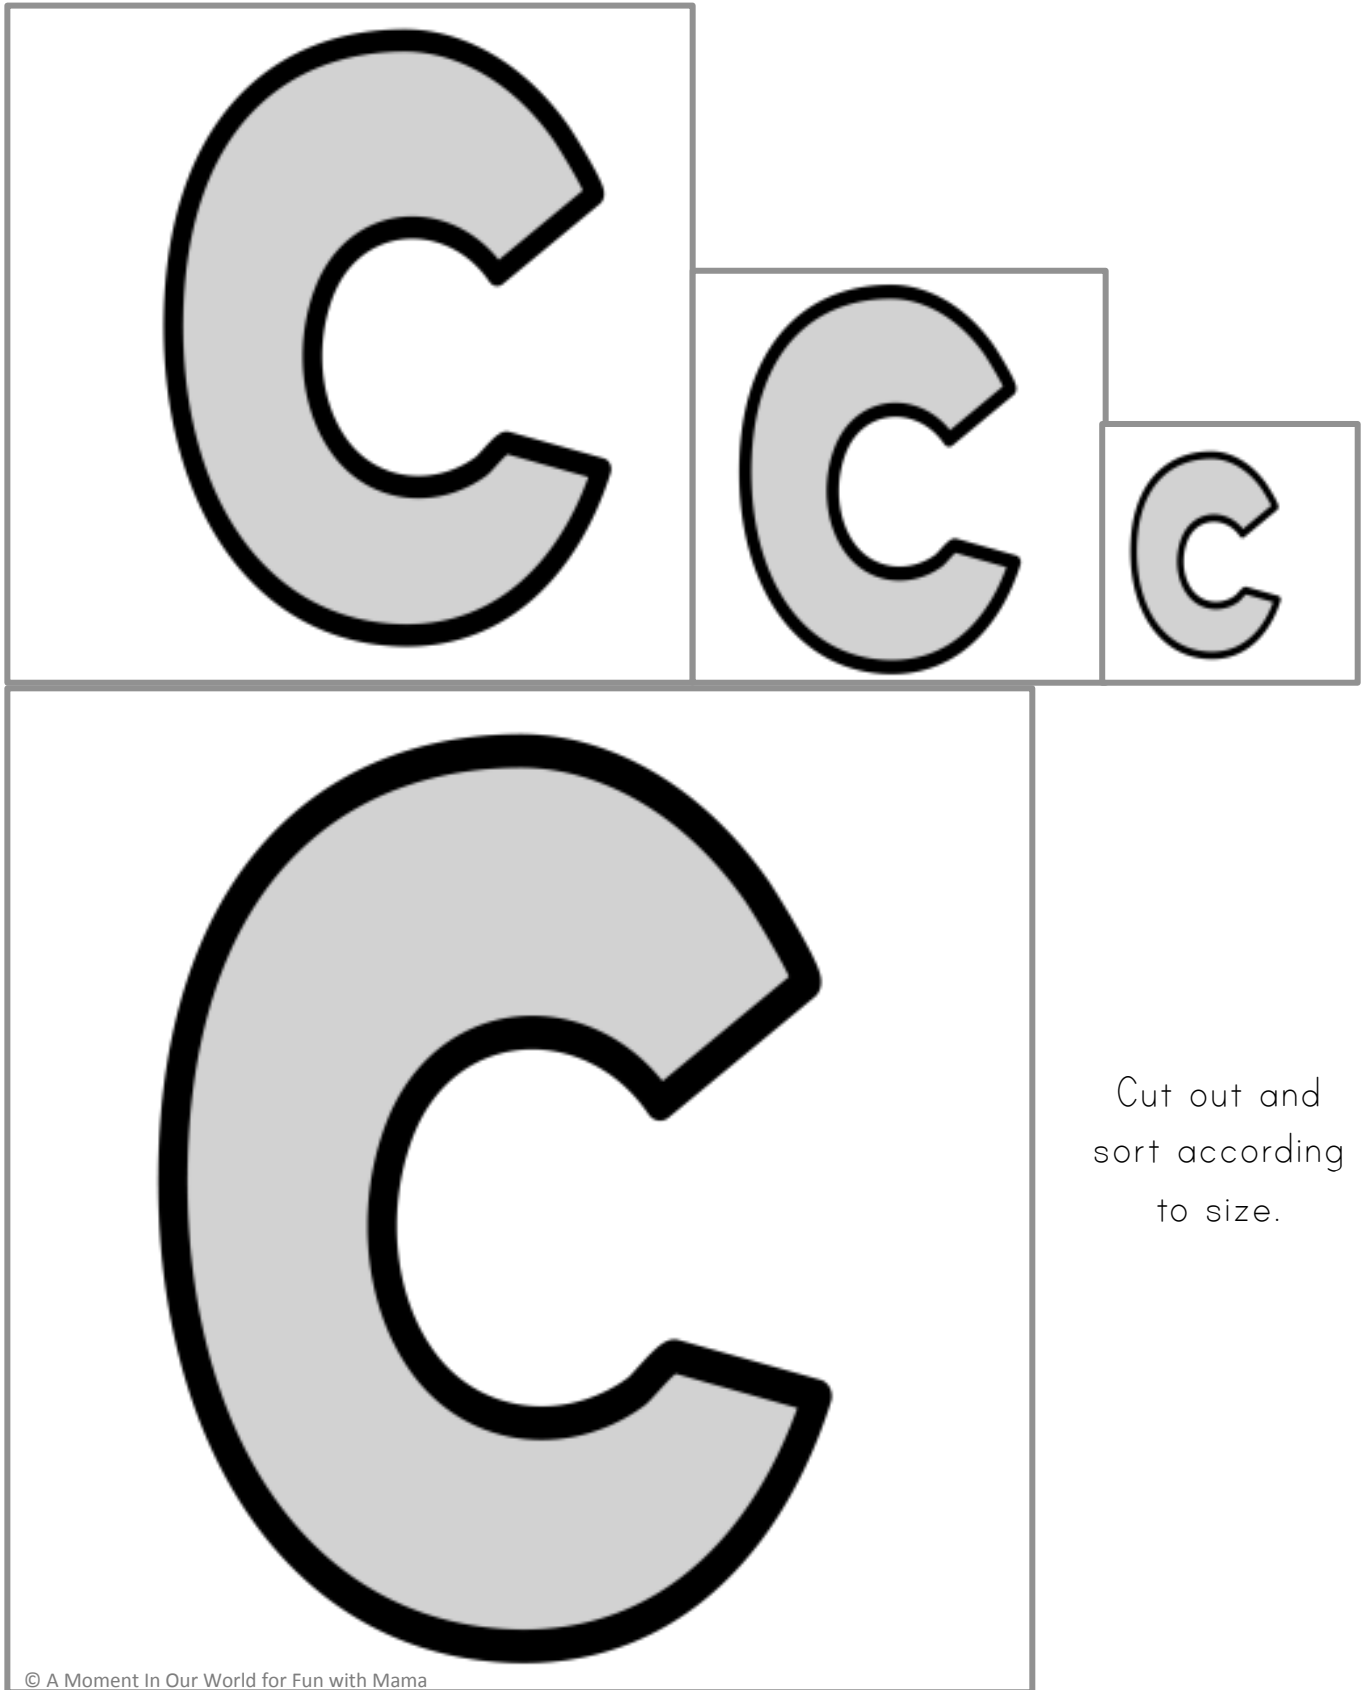 C
C
C
C
Cut out and
sort according
to size.
© A Moment In Our World for Fun with Mama